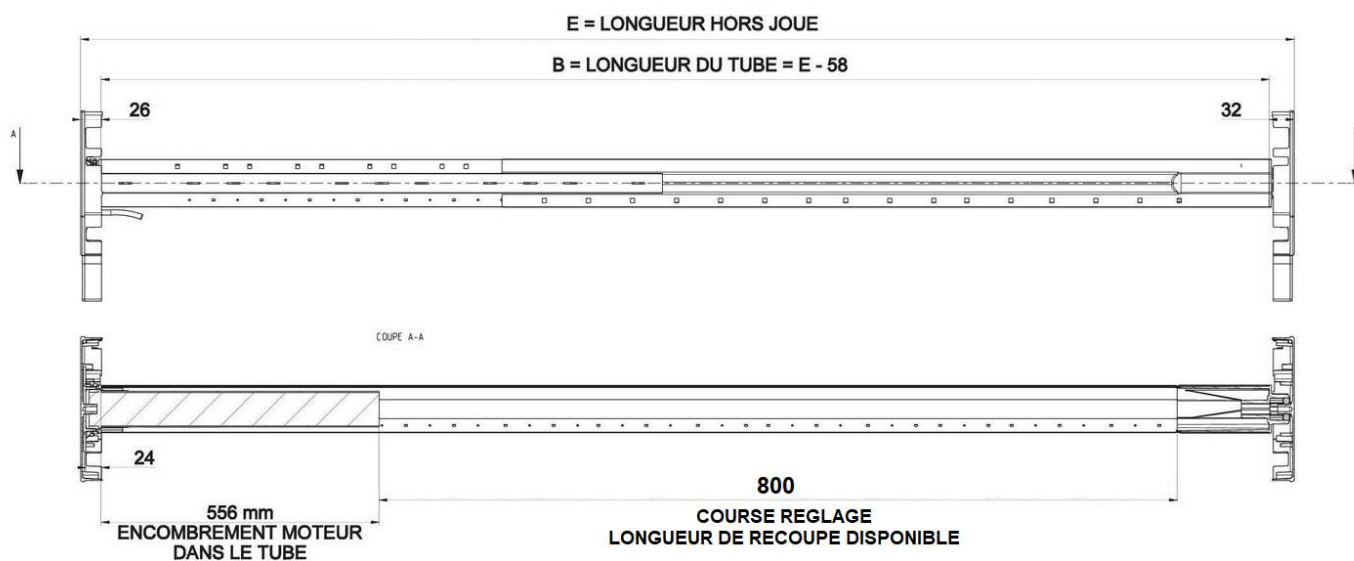 E = LONGUEUR HORS JOUE
B = LONGUEUR DU TUBE = E - 58
26
32
A
COUPE A-A
24
800
556 mm
COURSE REGLAGE
ENCOMBREMENT MOTEUR
LONGUEUR DE RECOUPE DISPONIBLE
DANS LE TUBE